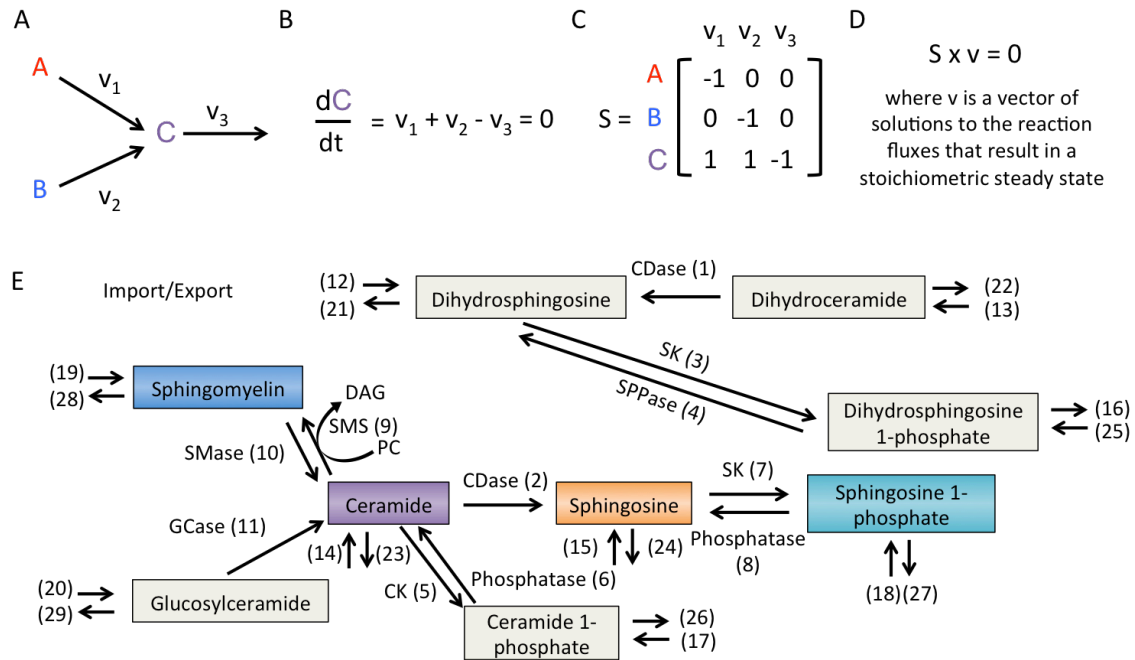 A
B
C
D
A
v1
C
v3
B
v2
dC
dt
= v1 + v2 - v3 = 0
v1 v2 v3
A -1 0 0
S = B 0 -1 0
C 1 1 -1
S x v = 0
where v is a vector of
solutions to the reaction
fluxes that result in a
stoichiometric steady state
E
Import/Export
(12)
(21)
Dihydrosphingosine
CDase (1)
Dihydroceramide
(22)
(13)
SK (3)
SPPase (4)
(19)
(28)
Sphingomyelin
DAG
SMS (9)
PC
SMase (10)
Dihydrosphingosine
1-phosphate
(16)
(25)
GCase (11)
Ceramide
CDase (2)
Sphingosine
SK (7)
Phosphatase
(8)
Sphingosine 1-
phosphate
(14)
(23)
(15)
(24)
CK (5)
Phosphatase (6)
(18)
(27)
(20)
(29)
Glucosylceramide
Ceramide 1-
phosphate
(26)
(17)